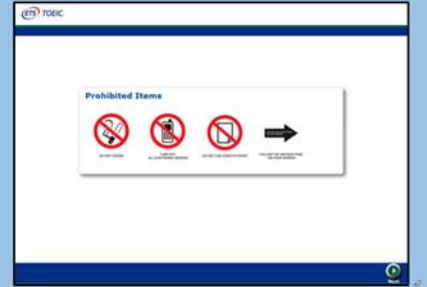 ETS TOEIC.
Prohibited Items
DO NOT SMOKE
TURN OFF
ALL ELECTRONIC DEVICES
DO NOT USE SCRATCH PAPER
FOLLOW THE INSTRUCTIONS
ON YOUR SCREEN
Next